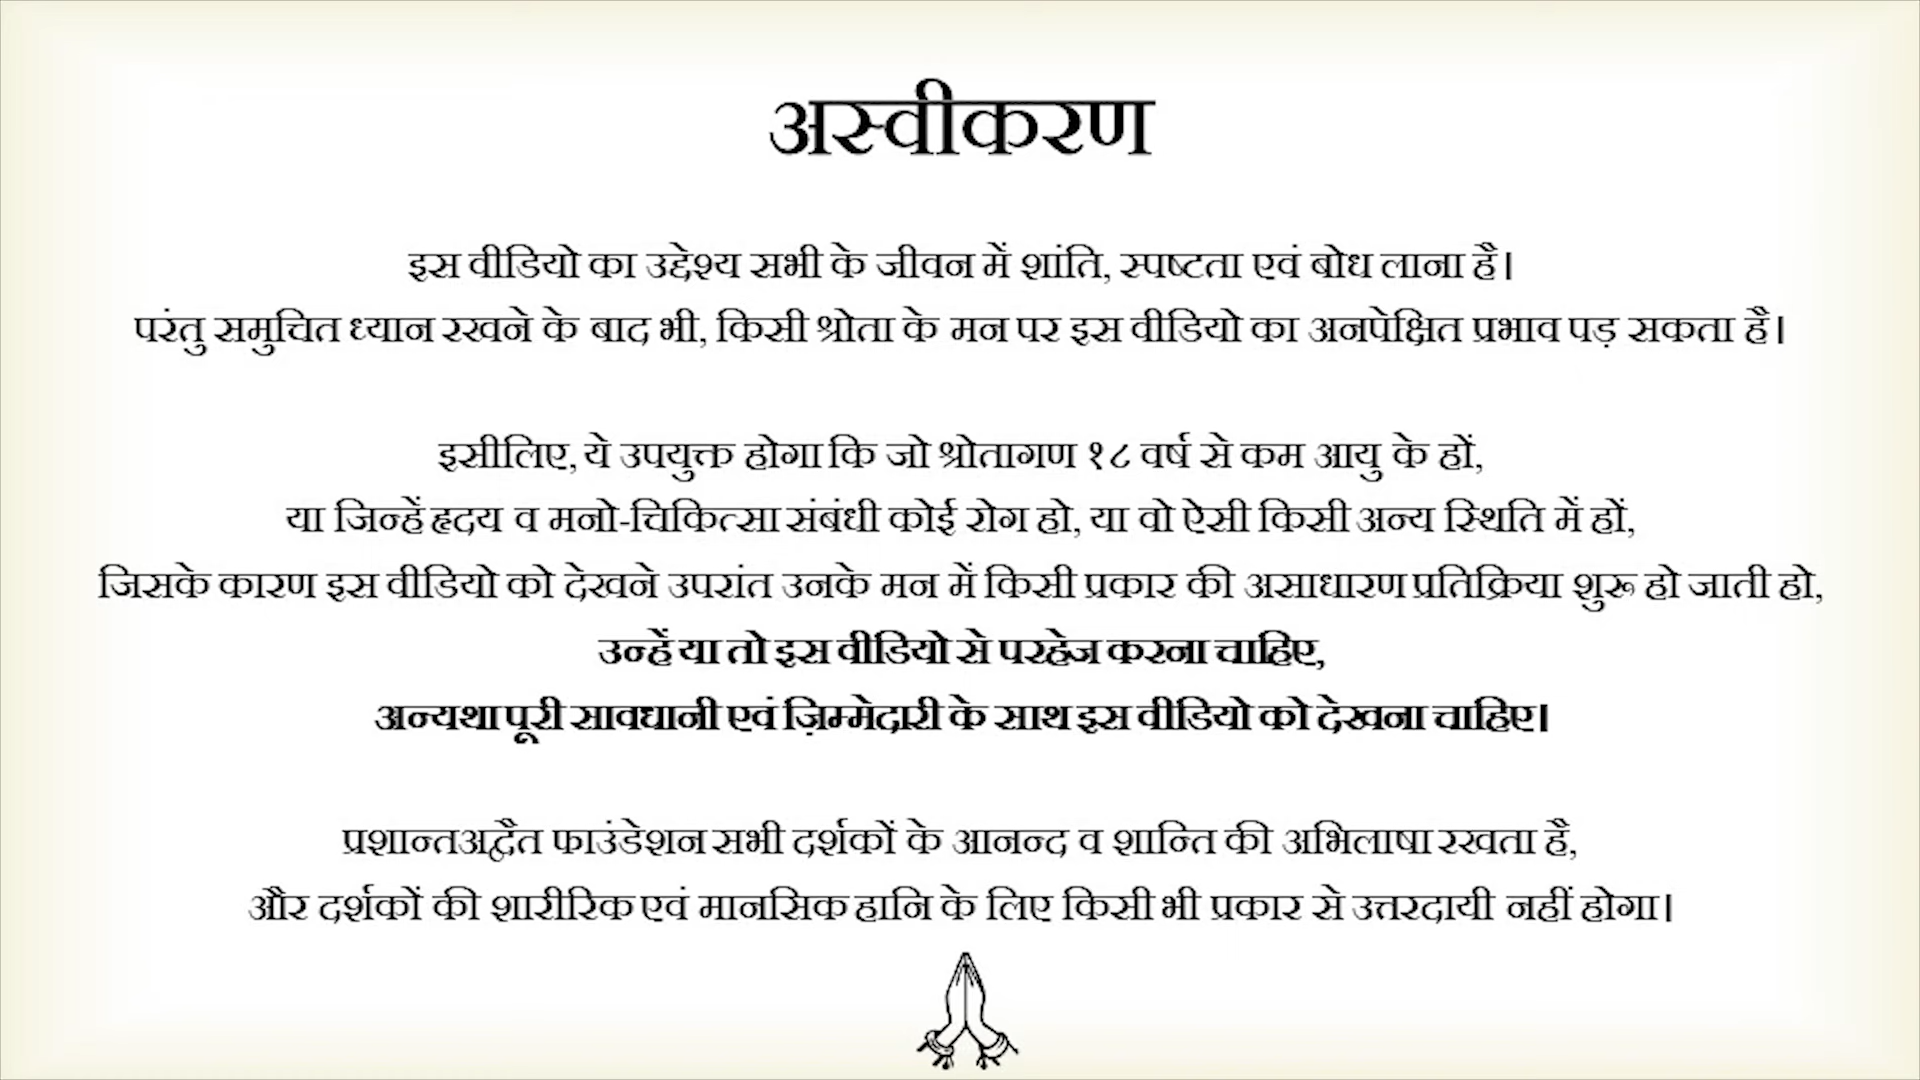 अस्वीकरण
इस वीडियो का उद्देश्य सभी के जीवन में शांति, स्पष्टता एवं बोध लाना है।
परंतु समुचित ध्यान रखने के बाद भी, किसी श्रोता के मन पर इस वीडियो का अनपेक्षित प्रभाव पड़ सकता है।
इसीलिए, ये उपयुक्त होगा कि जो श्रोतागण १८ वर्ष से कम आयु के हों,
या जिन्हें हृदय व मनो-चिकित्सा संबंधी कोई रोग हो, या वो ऐसी किसी अन्य स्थिति में हों,
जिसके कारण इस वीडियो को देखने उपरांत उनके मन में किसी प्रकार की असाधारण प्रतिक्रिया शुरू हो जाती हो,
उन्हें या तो इस वीडियो से परहेज करना चाहिए,
अन्यथा पूरी सावधानी एवं ज़िम्मेदारी के साथ इस वीडियो को देखना चाहिए।
प्रशान्तअद्वैत फाउंडेशन सभी दर्शकों के आनन्द व शान्ति की अभिलाषा रखता है,
और दर्शकों की शारीरिक एवं मानसिक हानि के लिए किसी भी प्रकार से उत्तरदायी नहीं होगा।